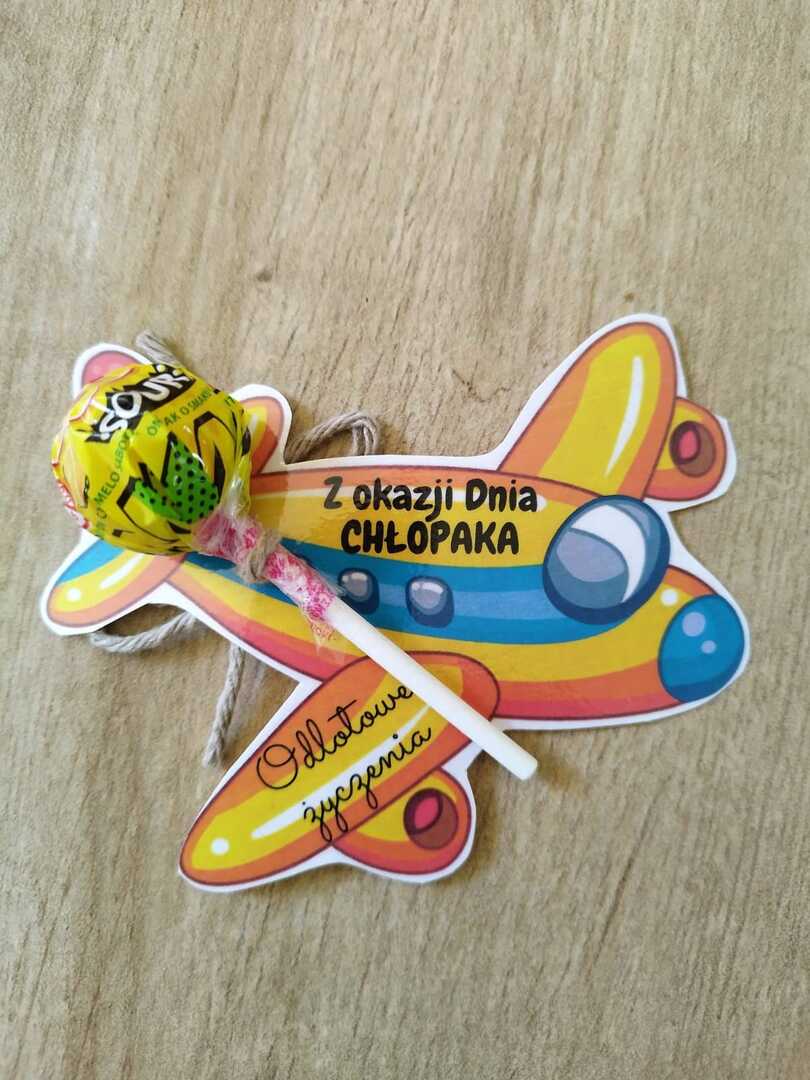 SOUR
Z okazji Dnia
CHŁOPAKA
Odlotowe
życzenia